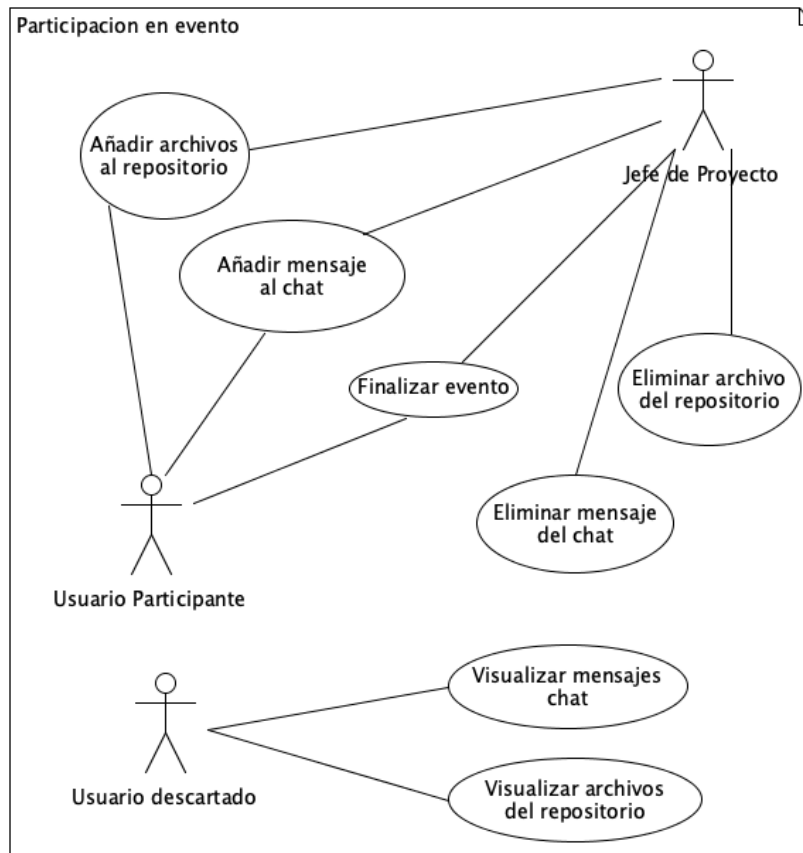 Participacion en evento
Añadir archivos
al repositorio
Jefe de Proyecto
Añadir mensaje
al chat
Finalizar evento
Eliminar archivo
del repositorio
Eliminar mensaje
del chat
Usuario Participante
Visualizar mensajes
chat
Usuario descartado
Visualizar archivos
del repositorio